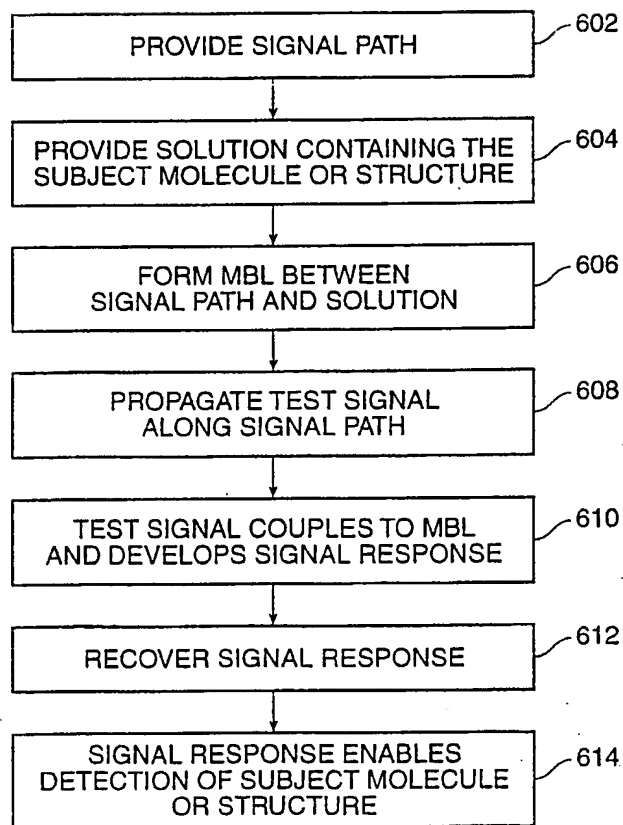 PROVIDE SIGNAL PATH
602
PROVIDE SOLUTION CONTAINING THE
SUBJECT MOLECULE OR STRUCTURE
604
FORM MBL BETWEEN
SIGNAL PATH AND SOLUTION
606
PROPAGATE TEST SIGNAL
ALONG SIGNAL PATH
608
TEST SIGNAL COUPLES TO MBL
AND DEVELOPS SIGNAL RESPONSE
610
RECOVER SIGNAL RESPONSE
612
SIGNAL RESPONSE ENABLES
DETECTION OF SUBJECT MOLECULE
OR STRUCTURE
614